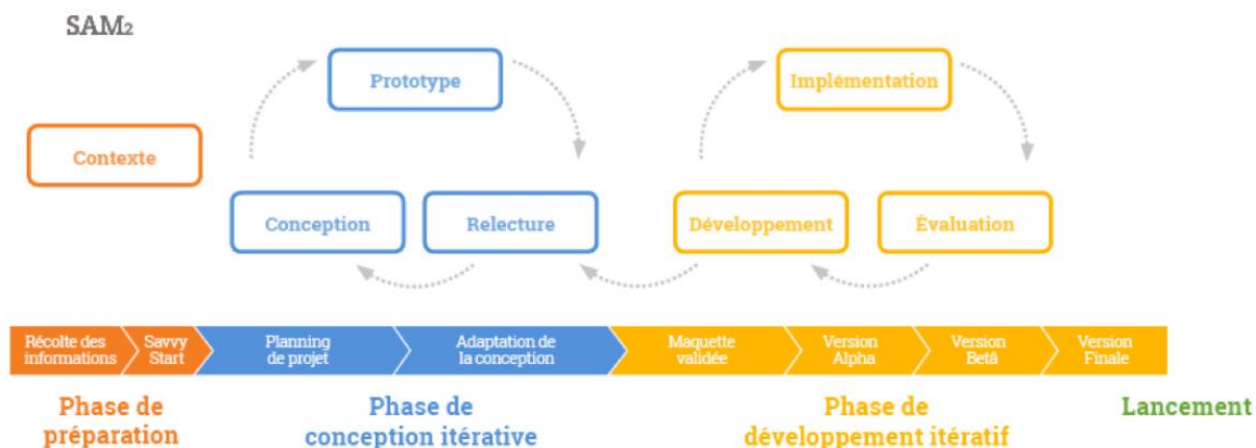 SAM₂
Prototype
Implémentation
Contexte
Conception
Relecture
Développement
Évaluation
Récolte des
informations
Savvy
Start
Planning
de projet
Adaptation de
la conception
Maquette
validée
Version
Alpha
Version
Betâ
Version
Finale
Phase de
préparation
Phase de
conception itérative
Phase de
développement itératif
Lancement